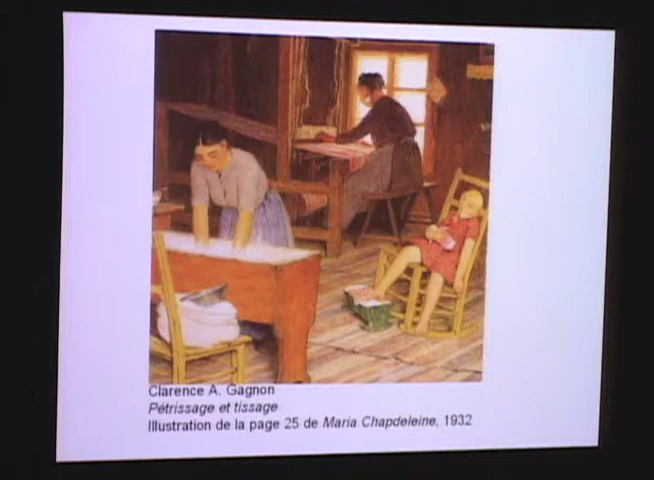 Clarence A. Gagnon
Pétrissage et tissage
Illustration de la page 25 de Maria Chapdeleine, 1932